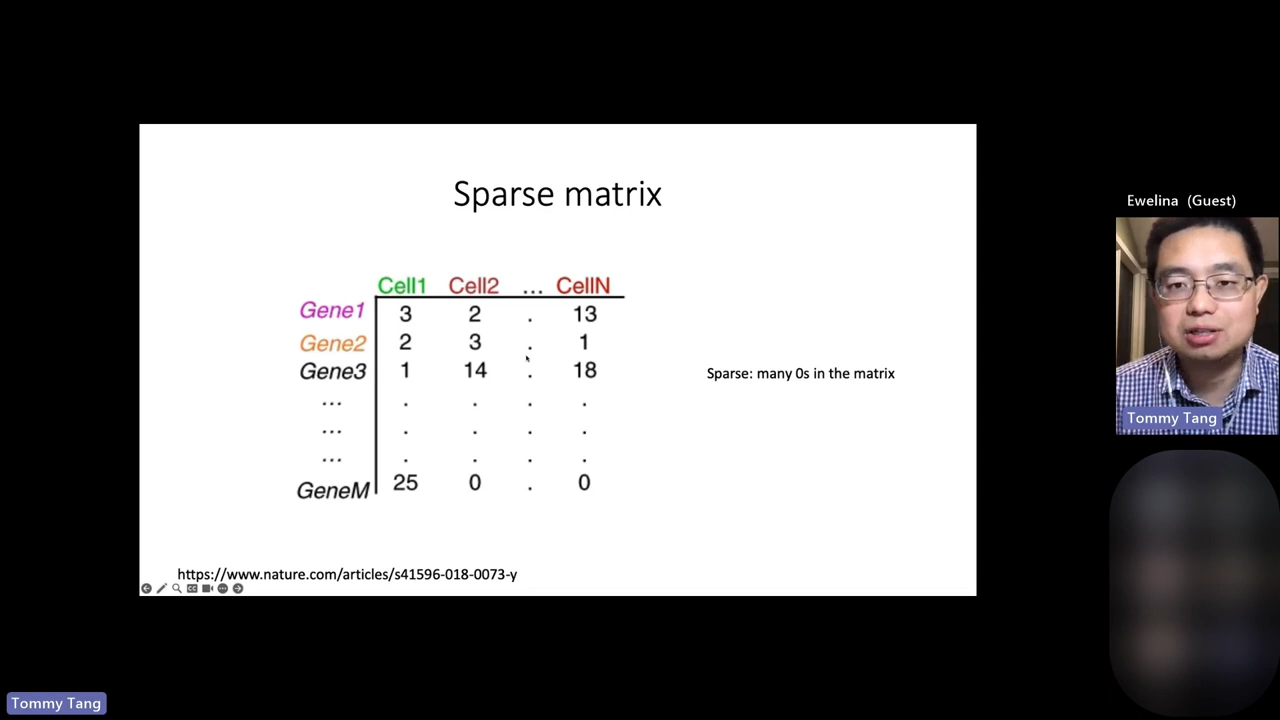 Sparse matrix
Cell1 Cell2 ... CellN
Gene1 3 2 . 13
Gene2 2 3 . 1
Gene3 1 14 . 18
... . . . .
... . . . .
... . . . .
GeneM 25 0 . 0
Sparse: many 0s in the matrix
https://www.nature.com/articles/s41596-018-0073-y
Ewelina (Guest)
Tommy Tang
Tommy Tang